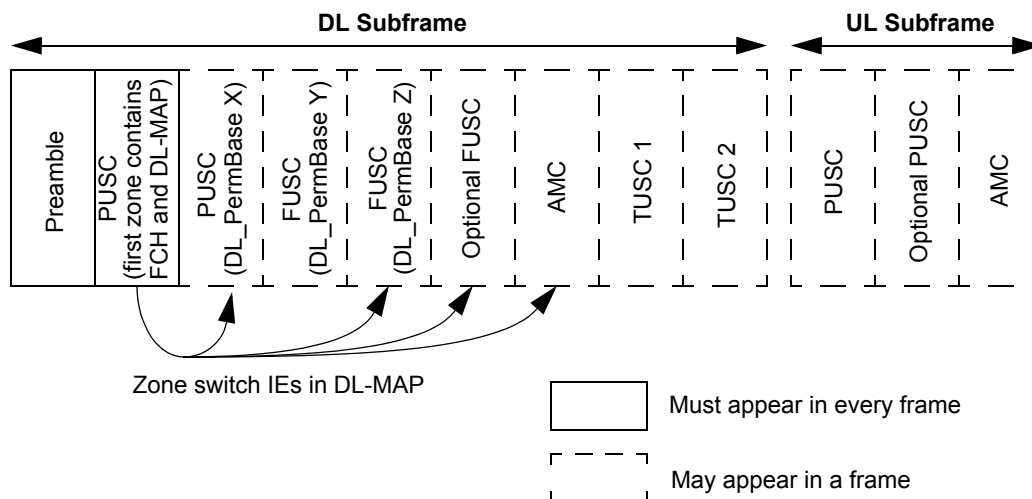 DL Subframe
UL Subframe
Preamble
PUSC
(first zone contains
FCH and DL-MAP)
PUSC
(DL_PermBase X)
FUSC
(DL_PermBase Y)
FUSC
(DL_PermBase Z)
Optional FUSC
AMC
TUSC 1
TUSC 2
PUSC
Optional PUSC
AMC
Zone switch IEs in DL-MAP
Must appear in every frame
May appear in a frame